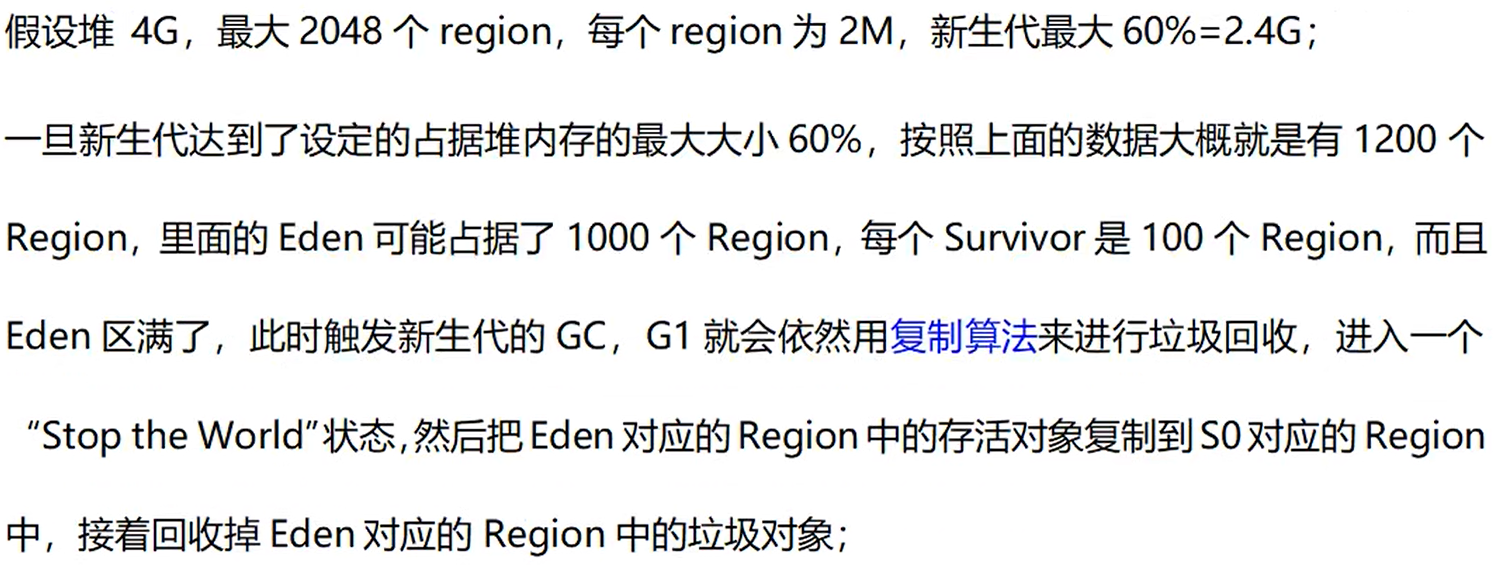 假设堆 4G，最大 2048 个 region，每个 region 为 2M，新生代最大 60%=2.4G；
一旦新生代达到了设定的占据堆内存的最大大小 60%，按照上面的数据大概就是有 1200 个
Region，里面的 Eden 可能占据了 1000 个 Region，每个 Survivor 是 100 个 Region，而且
Eden 区满了，此时触发新生代的 GC，G1 就会依然用复制算法来进行垃圾回收，进入一个
“Stop the World”状态，然后把 Eden 对应的 Region 中的存活对象复制到 S0 对应的 Region
中，接着回收掉 Eden 对应的 Region 中的垃圾对象；